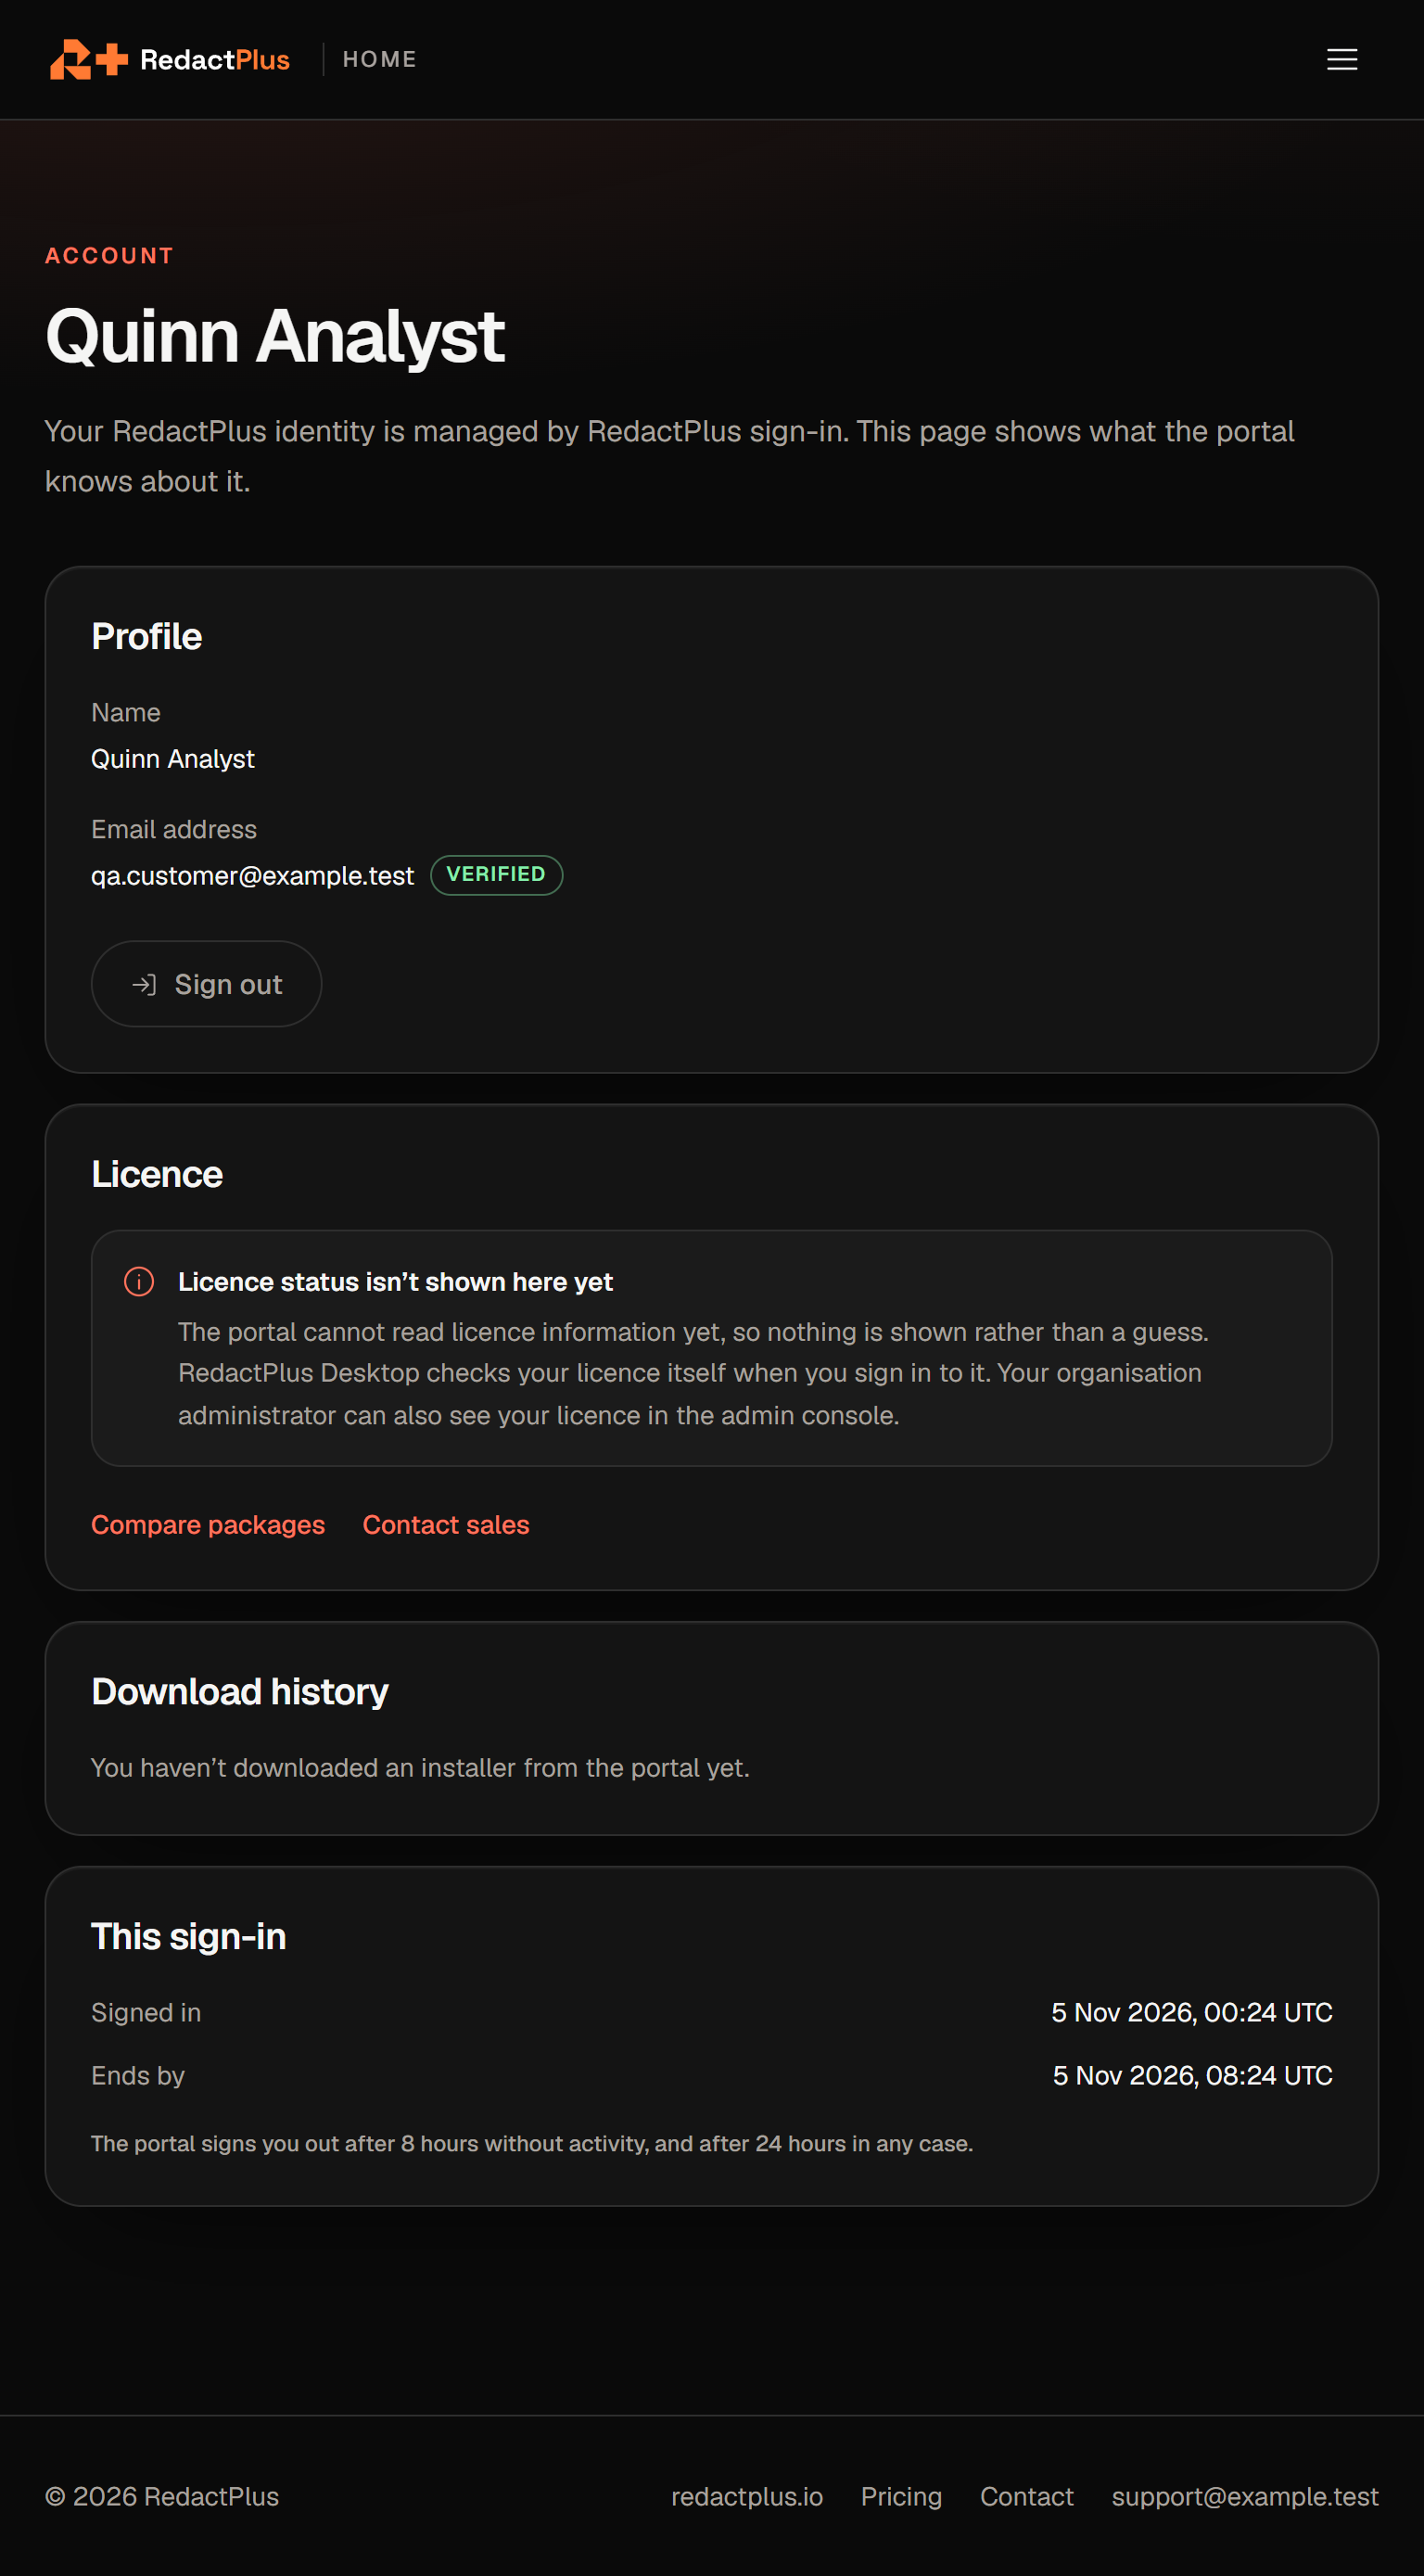 RedactPlus
HOME
ACCOUNT
Quinn Analyst
Your RedactPlus identity is managed by RedactPlus sign-in. This page shows what the portal
knows about it.
Profile
Name
Quinn Analyst
Email address
qa.customer@example.test VERIFIED
Sign out
Licence
Licence status isn’t shown here yet
The portal cannot read licence information yet, so nothing is shown rather than a guess.
RedactPlus Desktop checks your licence itself when you sign in to it. Your organisation
administrator can also see your licence in the admin console.
Compare packages Contact sales
Download history
You haven’t downloaded an installer from the portal yet.
This sign-in
Signed in 5 Nov 2026, 00:24 UTC
Ends by 5 Nov 2026, 08:24 UTC
The portal signs you out after 8 hours without activity, and after 24 hours in any case.
© 2026 RedactPlus redactplus.io Pricing Contact support@example.test